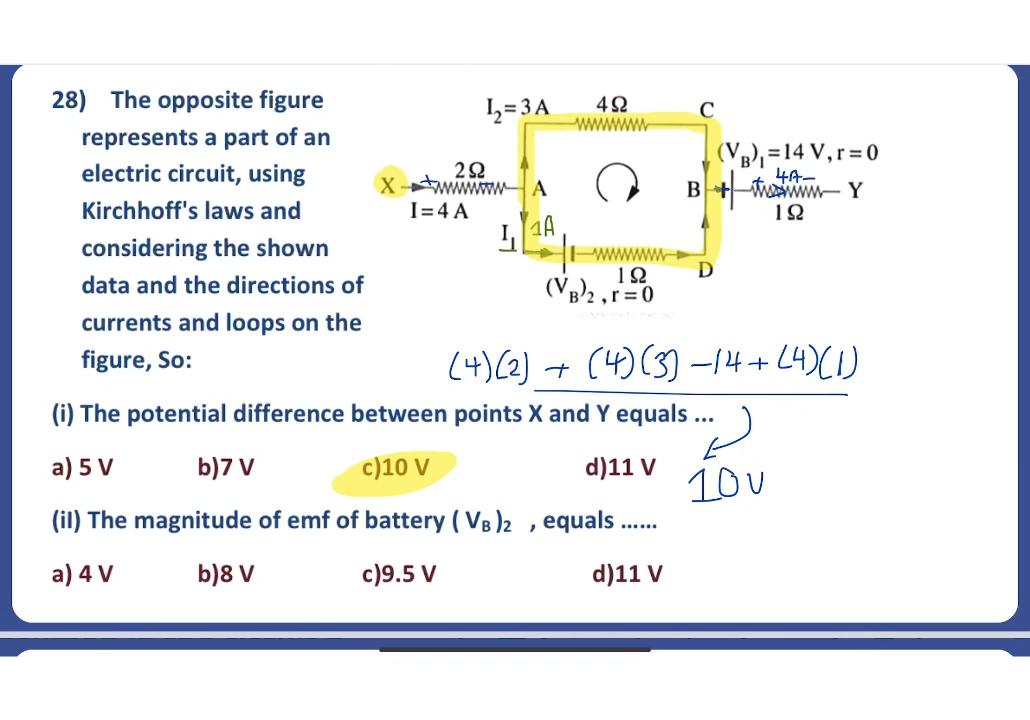 28) The opposite figure
represents a part of an
electric circuit, using
Kirchhoff's laws and
considering the shown
data and the directions of
currents and loops on the
figure, So:
I₂= 3 A 4Ω C
(V_B)₁ = 14 V, r = 0
X + 2Ω - A B + + 4A - Y
I = 4 A 1Ω
I₁ 1A
1Ω D
(V_B)₂ , r = 0
(4)(2) + (4)(3) - 14 + (4)(1)
(i) The potential difference between points X and Y equals ...
a) 5 V b)7 V c)10 V d)11 V
10 V
(iI) The magnitude of emf of battery ( V_B )₂ , equals ......
a) 4 V b)8 V c)9.5 V d)11 V